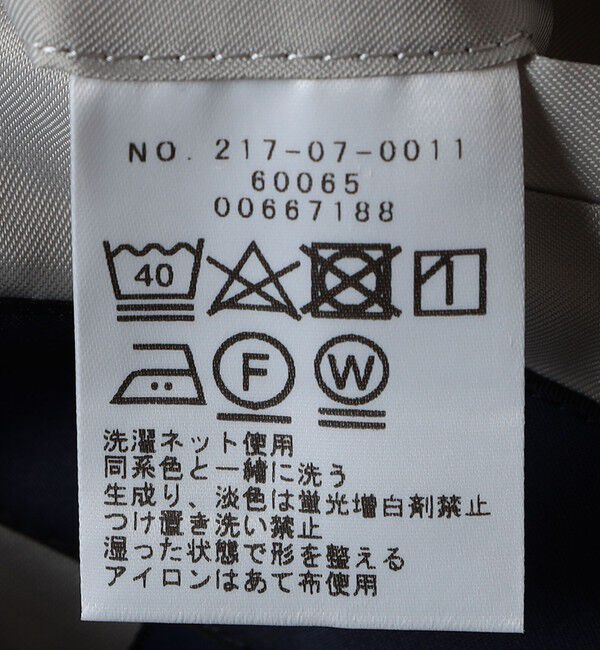 NO. 217-07-0011
60065
00667188
40
F W
洗濯ネット使用
同系色と一緒に洗う
生成り、淡色は蛍光増白剤禁止
つけ置き洗い禁止
湿った状態で形を整える
アイロンはあて布使用